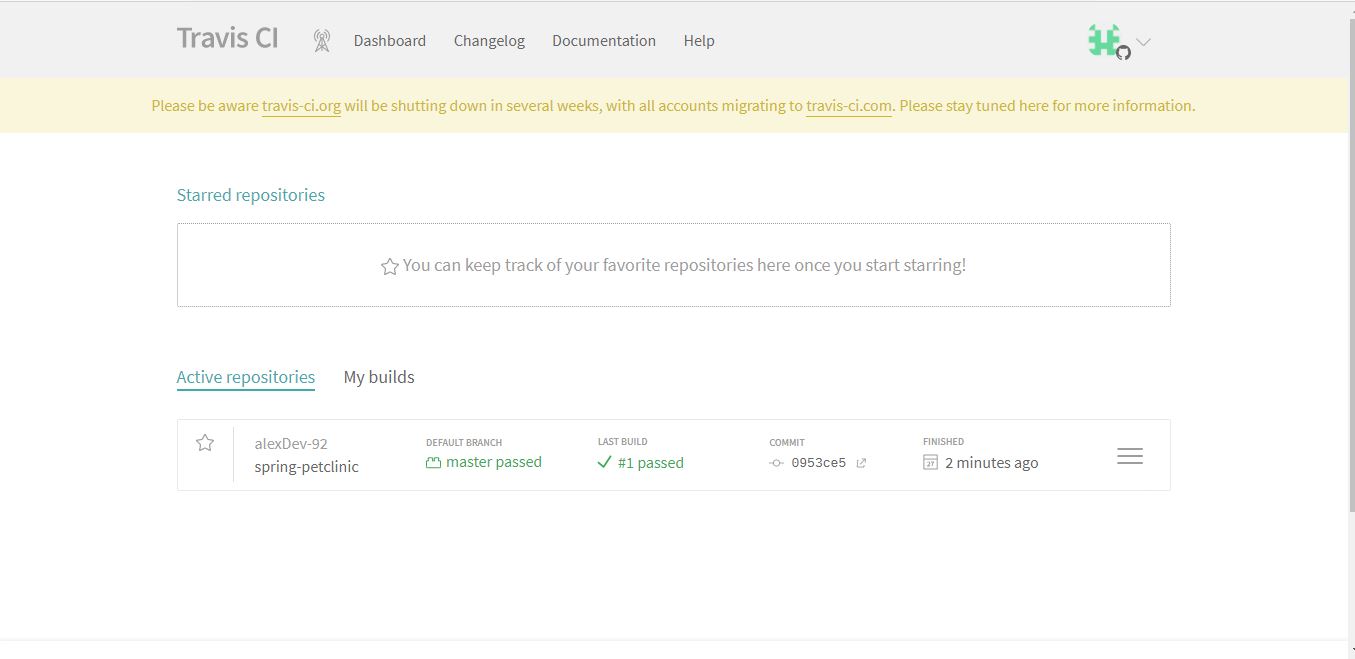 Travis CI
Dashboard
Changelog
Documentation
Help
Please be aware travis-ci.org will be shutting down in several weeks, with all accounts migrating to travis-ci.com. Please stay tuned here for more information.
Starred repositories
You can keep track of your favorite repositories here once you start starring!
Active repositories
My builds
alexDev-92
spring-petclinic
DEFAULT BRANCH
master passed
LAST BUILD
#1 passed
COMMIT
0953ce5
FINISHED
27
2 minutes ago